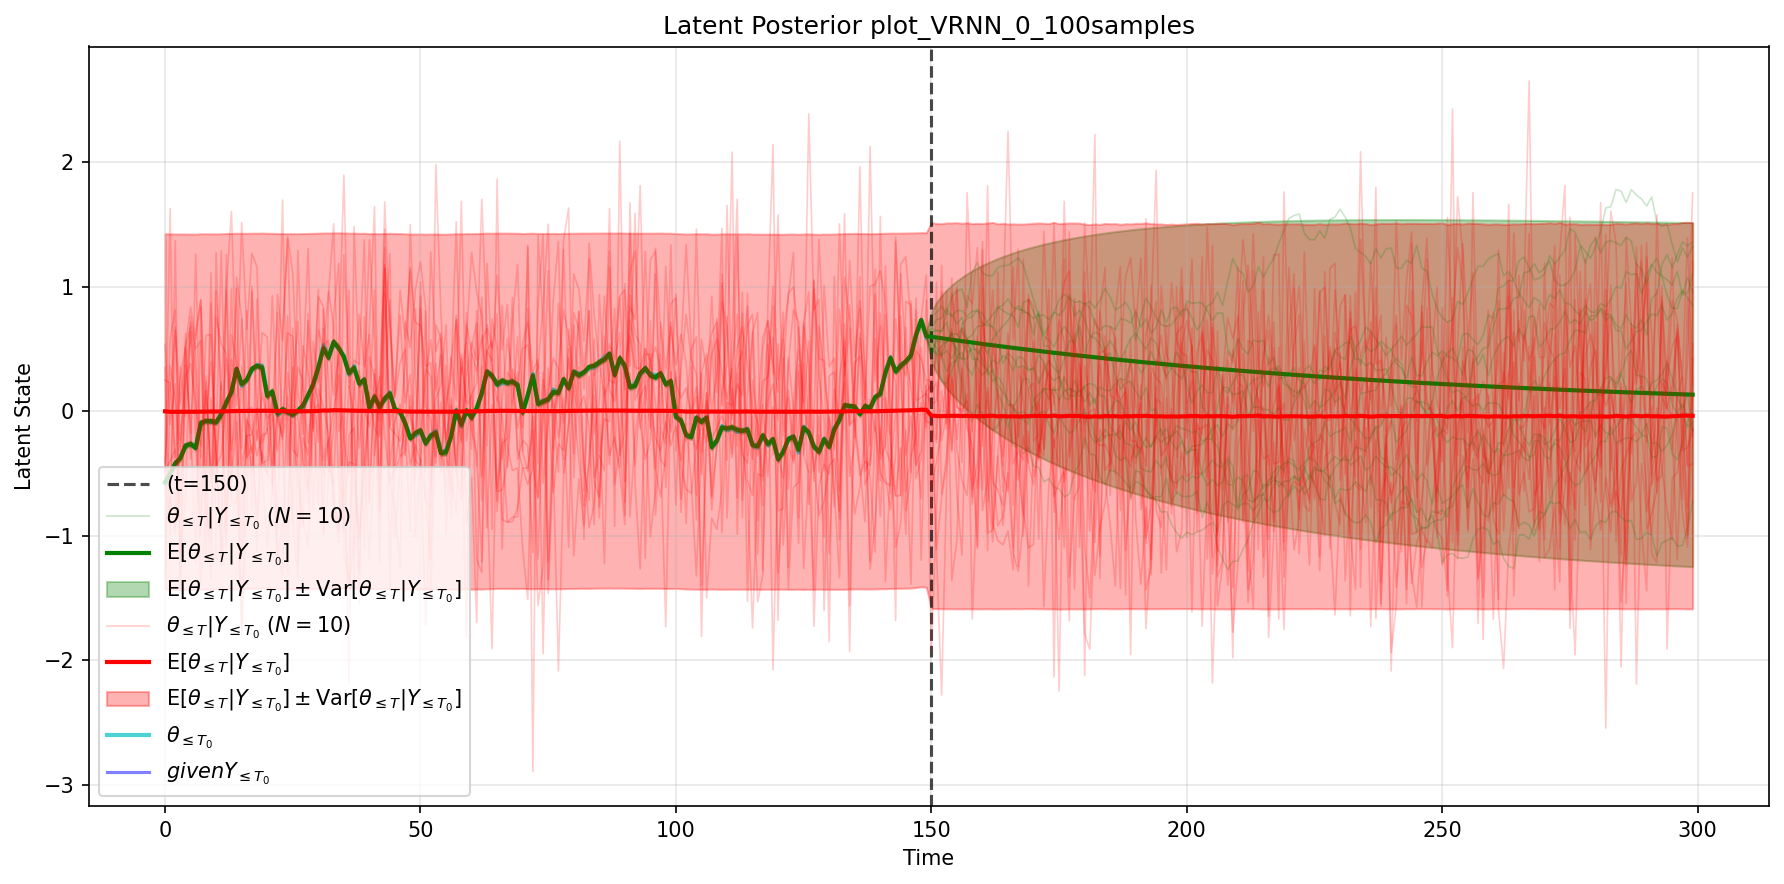 Latent Posterior plot_VRNN_0_100samples
Latent State
2
1
0
−1
−2
−3
(t=150)
θ≤T|Y≤T₀ (N = 10)
E[θ≤T|Y≤T₀]
E[θ≤T|Y≤T₀] ± Var[θ≤T|Y≤T₀]
θ≤T|Y≤T₀ (N = 10)
E[θ≤T|Y≤T₀]
E[θ≤T|Y≤T₀] ± Var[θ≤T|Y≤T₀]
θ≤T₀
givenY≤T₀
0 50 100 150 200 250 300
Time